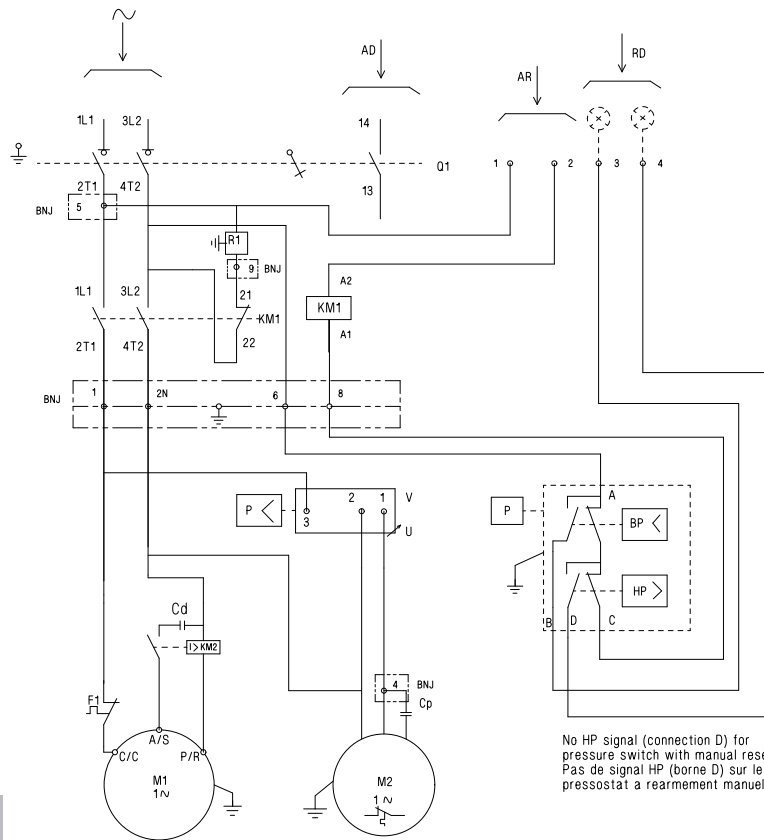 AD
RD
AR
1L1
3L2
14
Q1
1
2
3
4
2T1
4T2
13
BNJ
5
R1
9
BNJ
A2
1L1
3L2
21
KM1
KM1
A1
2T1
4T2
22
BNJ
1
2N
6
8
P <
3
2
1
V
U
P
A
BP <
HP >
B
D
C
Cd
I>KM2
F1
4
BNJ
Cp
A/S
C/C
P/R
M1
1~
M2
1~
No HP signal (connection D) for
pressure switch with manual rese
Pas de signal HP (borne D) sur le
pressostat a rearmement manuel